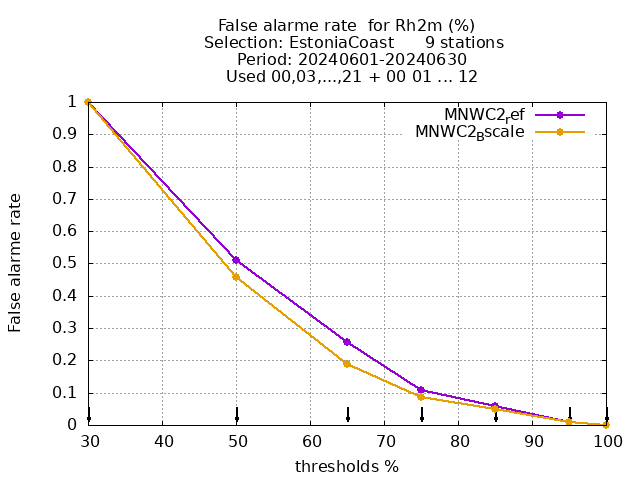 False alarme rate  for Rh2m (%)
Selection: EstoniaCoast      9 stations
Period: 20240601-20240630
Used 00,03,...,21 + 00 01 ... 12
MNWC2ref
MNWC2Bscale
1
0.9
0.8
0.7
0.6
0.5
0.4
0.3
0.2
0.1
0
False alarme rate
30 40 50 60 70 80 90 100
thresholds %